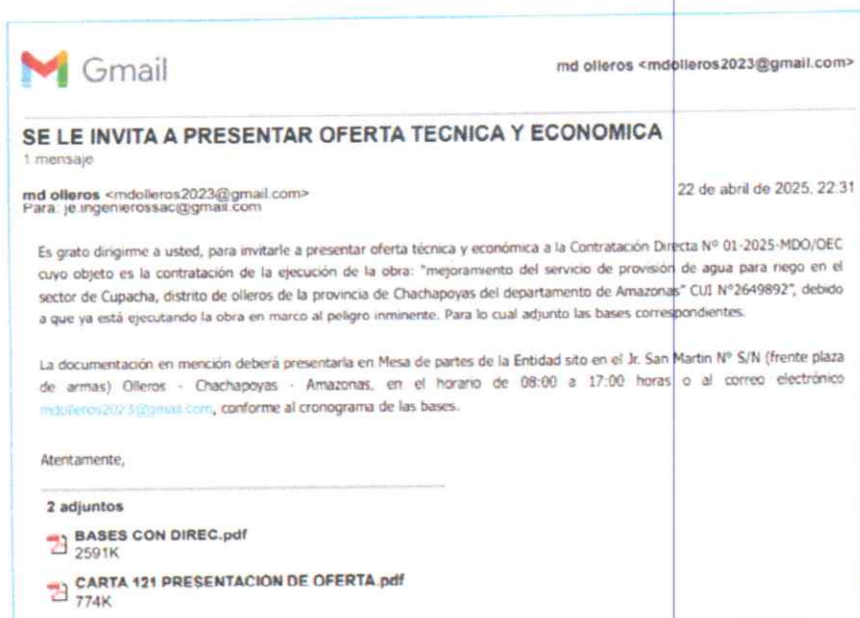 Gmail
md olleros <mdolleros2023@gmail.com>
SE LE INVITA A PRESENTAR OFERTA TECNICA Y ECONOMICA
1 mensaje
md olleros <mdolleros2023@gmail.com>
22 de abril de 2025, 22:31
Para: je.ingenierossac@gmail.com
Es grato dirigirme a usted, para invitarle a presentar oferta técnica y económica a la Contratación Directa Nº 01-2025-MDO/OEC
cuyo objeto es la contratación de la ejecución de la obra: "mejoramiento del servicio de provisión de agua para riego en el
sector de Cupacha, distrito de olleros de la provincia de Chachapoyas del departamento de Amazonas" CUI Nº2649892", debido
a que ya está ejecutando la obra en marco al peligro inminente. Para lo cual adjunto las bases correspondientes.
La documentación en mención deberá presentarla en Mesa de partes de la Entidad sito en el Jr. San Martin Nº S/N (frente plaza
de armas) Olleros - Chachapoyas - Amazonas, en el horario de 08:00 a 17:00 horas o al correo electrónico
mdolleros2023@gmail.com, conforme al cronograma de las bases.
Atentamente,
2 adjuntos
BASES CON DIREC.pdf
2591K
CARTA 121 PRESENTACION DE OFERTA.pdf
774K